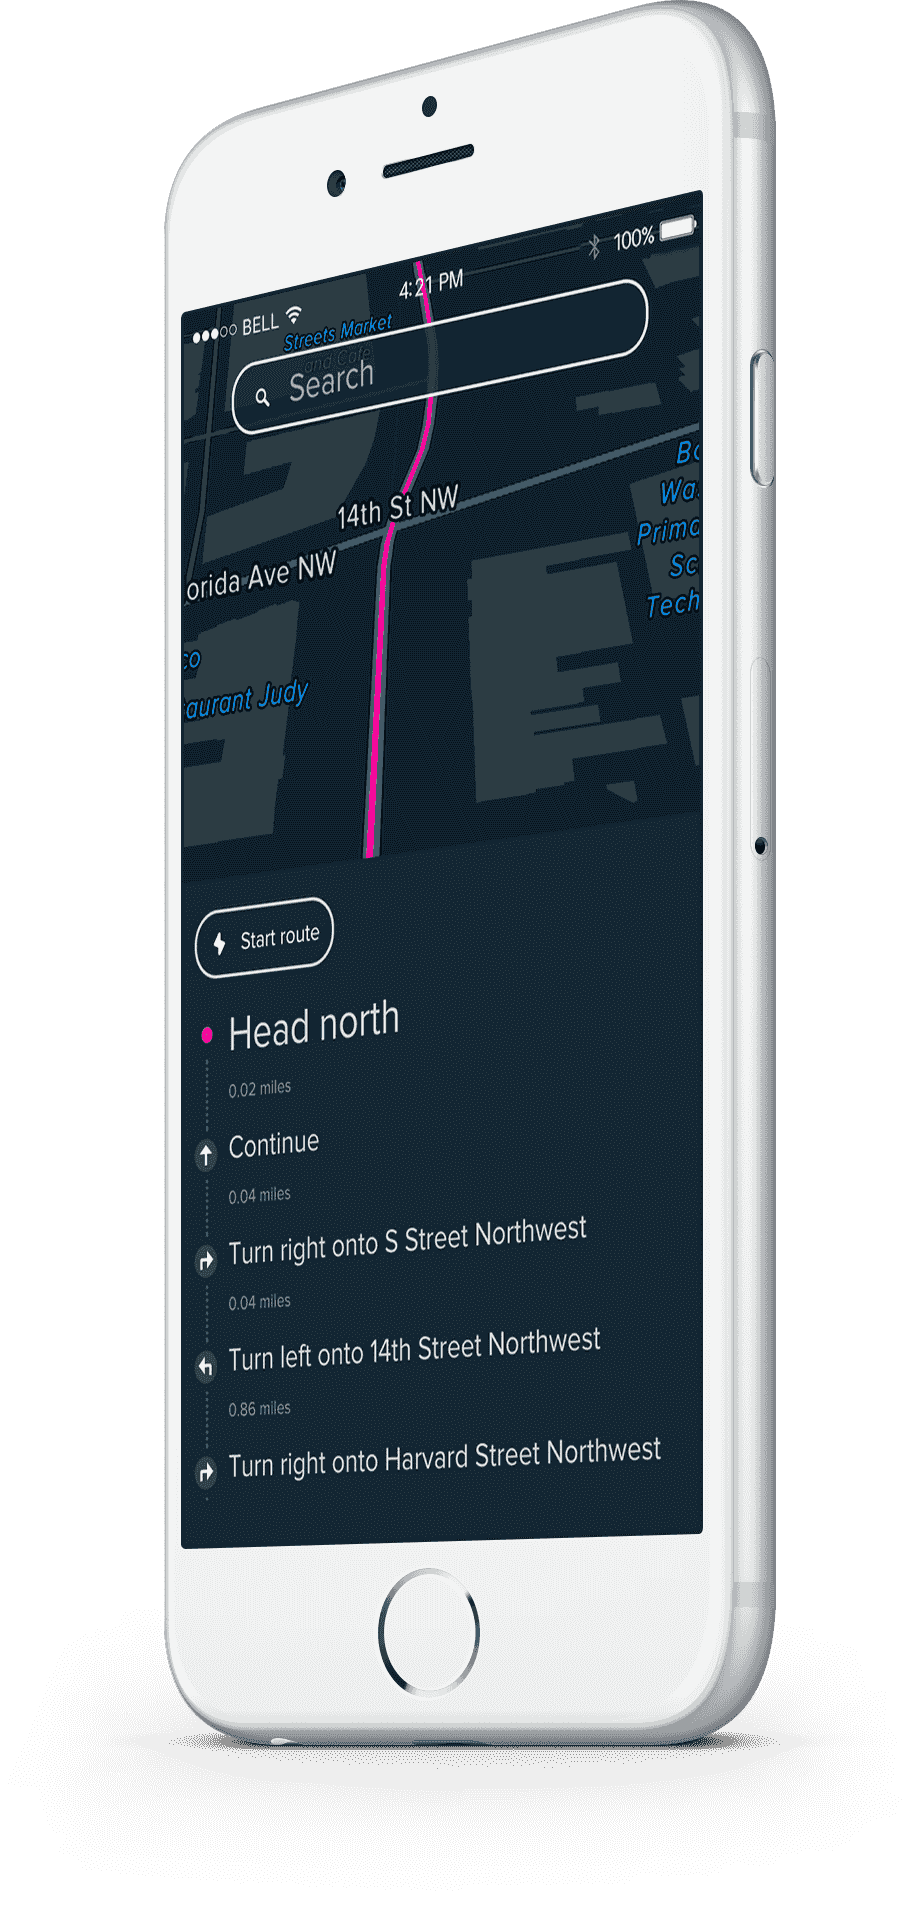 BELL
4:21 PM
100%
Streets Market
and Cafe
Search
14th St NW
orida Ave NW
Bo
Was
Prima
Sc
Tech
co
aurant Judy
Start route
Head north
0.02 miles
Continue
0.04 miles
Turn right onto S Street Northwest
0.04 miles
Turn left onto 14th Street Northwest
0.86 miles
Turn right onto Harvard Street Northwest